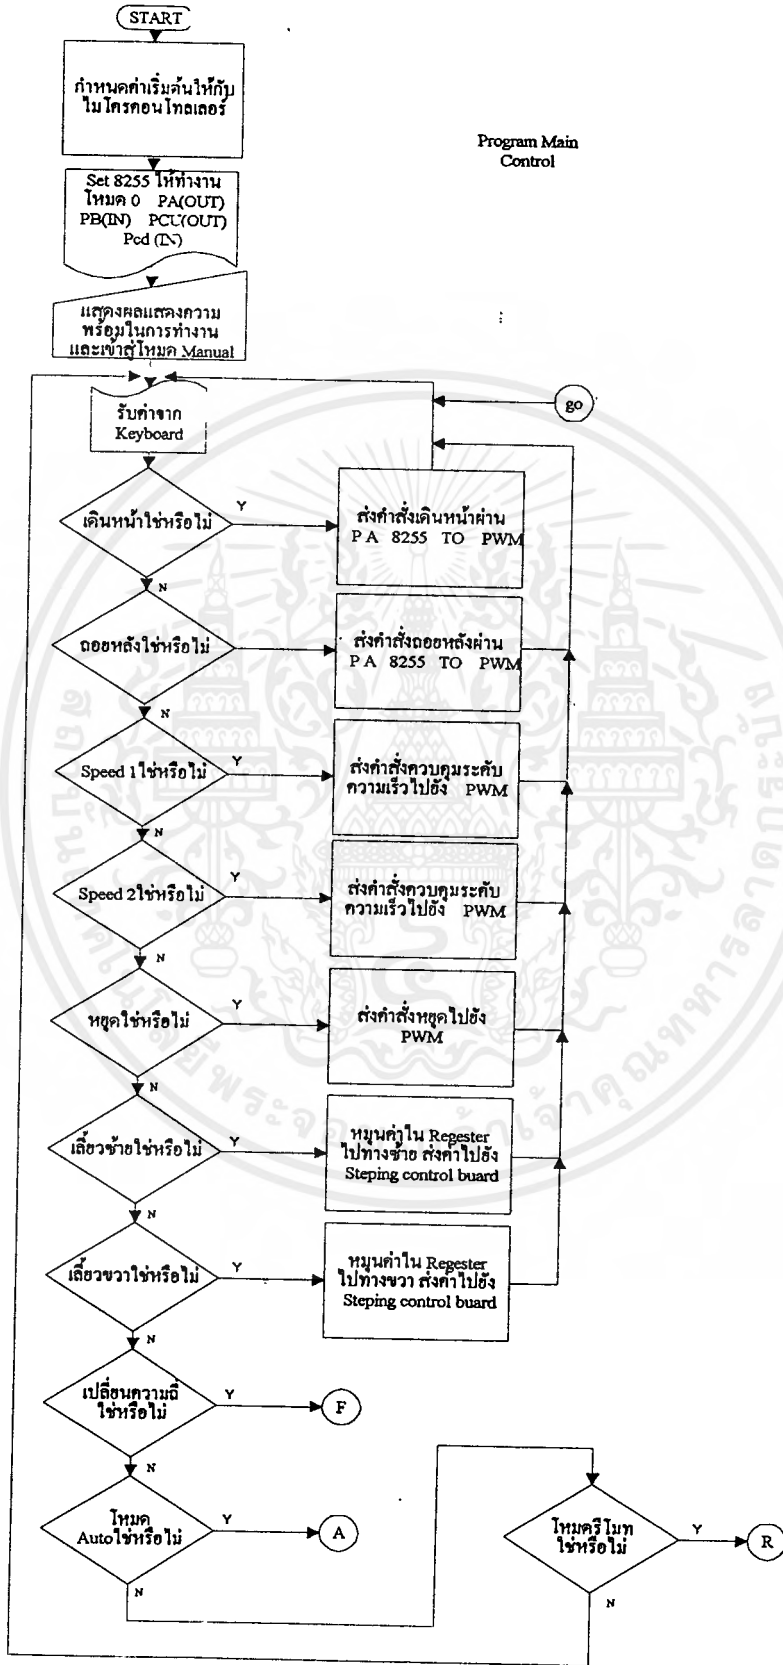 START
กำหนดค่าเริ่มต้นให้กับ
ไมโครคอนโทลเลอร์
Program Main
Control
Set 8255 ให้ทำงาน
โหมด 0 PA(OUT)
PB(IN) PCU(OUT)
Pcd (IN)
แสดงผลแสดงความ
พร้อมในการทำงาน
และเข้าสู่โหมด Manual
รับค่าจาก
Keyboard
go
เดินหน้าใช่หรือไม่
Y
ส่งคำสั่งเดินหน้าผ่าน
P A 8255 TO PWM
N
ถอยหลังใช่หรือไม่
ส่งคำสั่งถอยหลังผ่าน
P A 8255 TO PWM
N
Speed 1 ใช่หรือไม่
Y
ส่งคำสั่งควบคุมระดับ
ความเร็วไปยัง PWM
N
Speed 2 ใช่หรือไม่
Y
ส่งคำสั่งควบคุมระดับ
ความเร็วไปยัง PWM
N
หยุดใช่หรือไม่
Y
ส่งคำสั่งหยุดไปยัง
PWM
N
เลี้ยวซ้ายใช่หรือไม่
Y
หมุนค่าใน Regester
ไปทางซ้าย ส่งค่าไปยัง
Steping control buard
N
เลี้ยวขวาใช่หรือไม่
Y
หมุนค่าใน Regester
ไปทางขวา ส่งค่าไปยัง
Steping control buard
N
เปลี่ยนความถี่
ใช่หรือไม่
Y
F
N
โหมด
Auto ใช่หรือไม่
Y
A
N
โหมดรีโมท
ใช่หรือไม่
Y
R
N